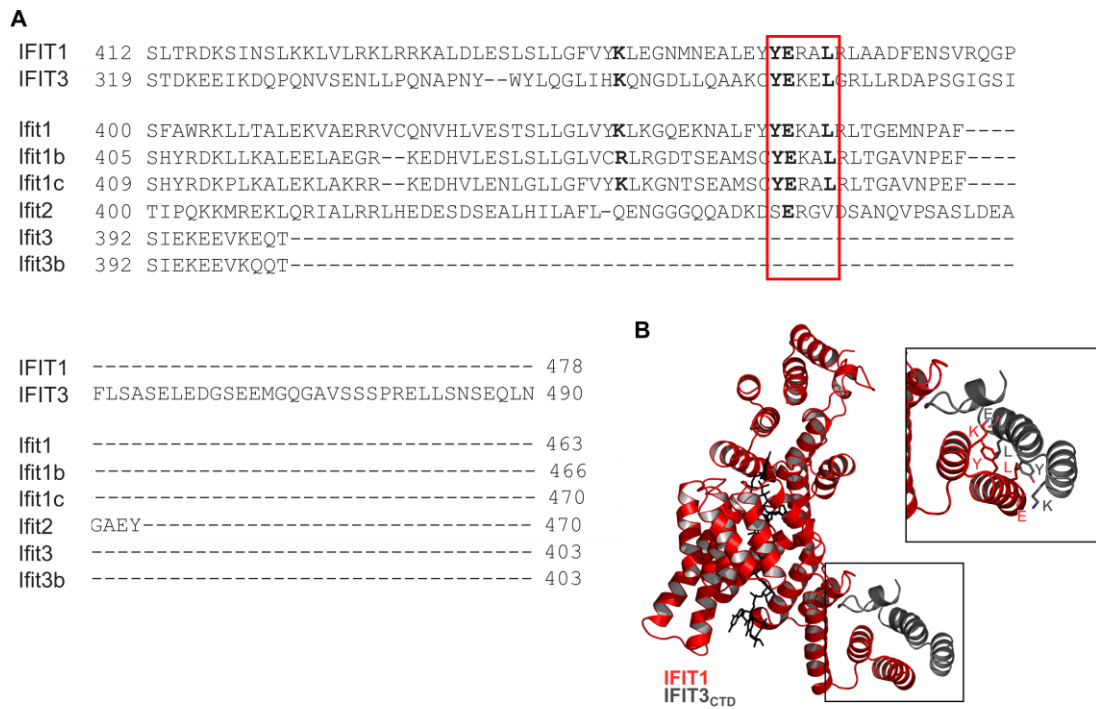 A
IFIT1 412 SLTRDKSINSLKKLVLRKLRRKALDLESLSLLGFVYKLEGNMNEALEYYERALRLAADFENSVRQGP
IFIT3 319 STDKEEIKDQPQNVSENLLPQNAPNY--WYLQGLIHKQNGDLLQAAKCYEKELGRLLRDAPSGIGSI
Ifit1 400 SFAWRKLLTALEKVAERRVCQNVHLVESTSLLGLVYKLKGQEKNALFYYEKALRLTGEMNPAF----
Ifit1b 405 SHYRDKLLKALEELAEGR--KEDHVLESLSLLGLVCRLRGDTSEAMSCYEKALRLTGAVNPEF----
Ifit1c 409 SHYRDKPLKALEKLAKRR--KEDHVLENLGLLGFVYKLKGNTSEAMSCYERALRLTGAVNPEF----
Ifit2 400 TIPQKKMREKLQRIALRRLHEDESDSEALHILAFL-QENGGGQQADKDSERGVDSANQVPSASLDEA
Ifit3 392 SIEKEEVKEQT--------------------------------------------------------
Ifit3b 392 SIEKEEVKQQT--------------------------------------------------------
IFIT1 ----------------------------------- 478
IFIT3 FLSASELEDGSEEMGQGAVSSSPRELLSNSEQLN 490
Ifit1 ----------------------------------- 463
Ifit1b ----------------------------------- 466
Ifit1c ----------------------------------- 470
Ifit2 GAEY------------------------------- 470
Ifit3 ----------------------------------- 403
Ifit3b ----------------------------------- 403
B
E
K
L
Y
L
Y
E
K
IFIT1
IFIT3CTD